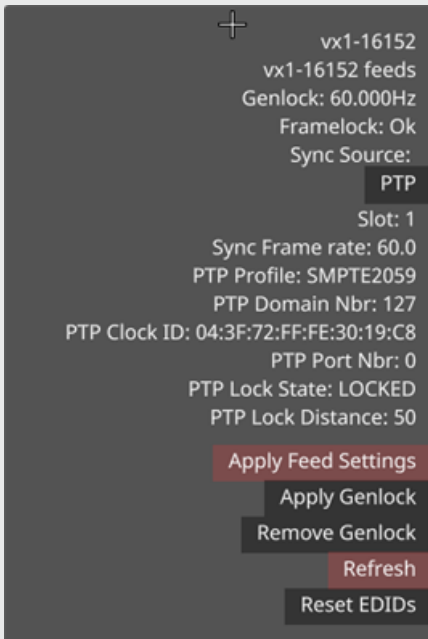 vx1-16152
vx1-16152 feeds
Genlock: 60.000Hz
Framelock: Ok
Sync Source:
PTP
Slot: 1
Sync Frame rate: 60.0
PTP Profile: SMPTE2059
PTP Domain Nbr: 127
PTP Clock ID: 04:3F:72:FF:FE:30:19:C8
PTP Port Nbr: 0
PTP Lock State: LOCKED
PTP Lock Distance: 50
Apply Feed Settings
Apply Genlock
Remove Genlock
Refresh
Reset EDIDs